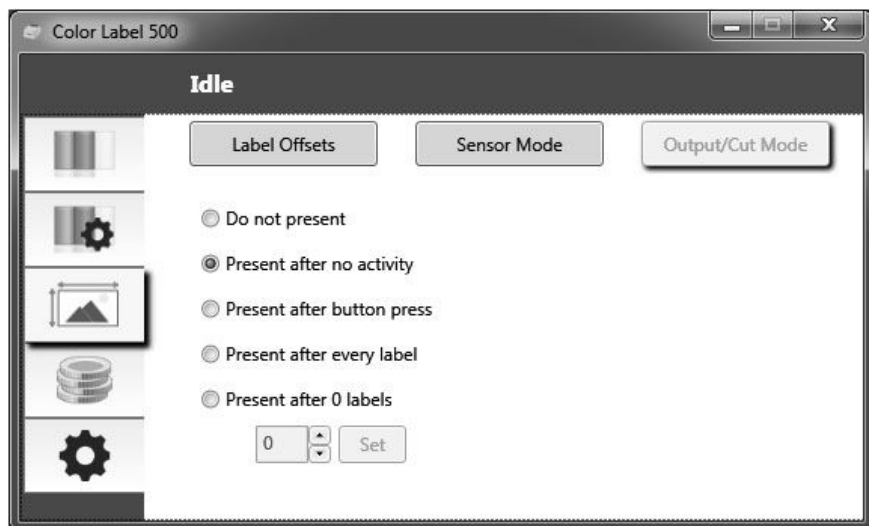 Color Label 500
Idle
Label Offsets Sensor Mode Output/Cut Mode
Do not present
Present after no activity
Present after button press
Present after every label
Present after 0 labels
0 Set